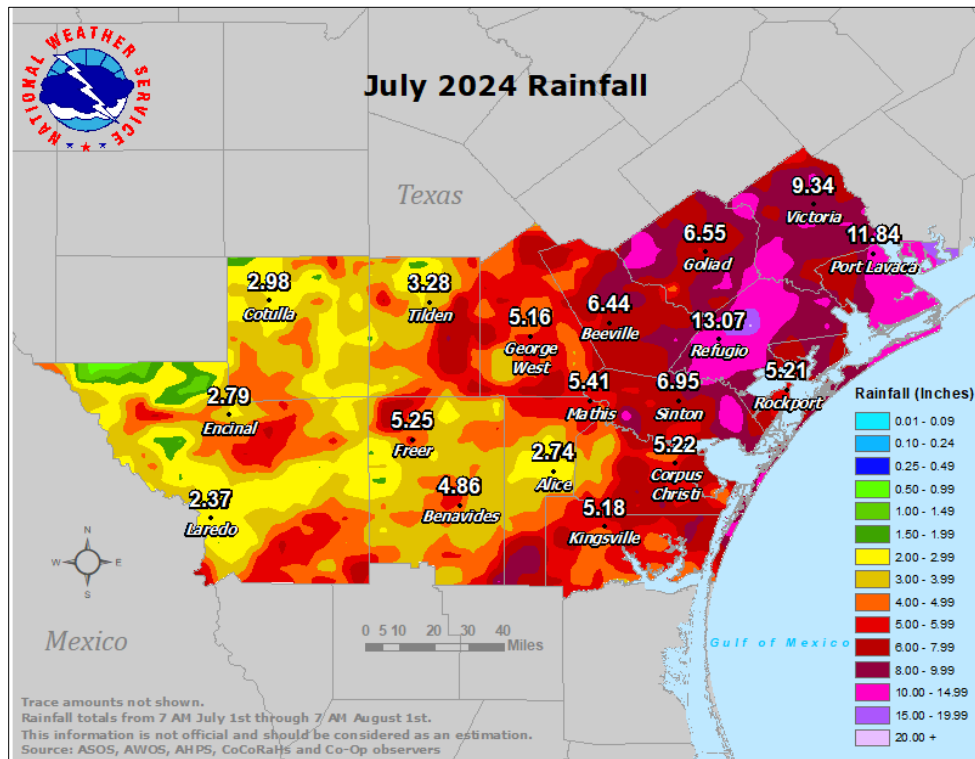 NATIONAL WEATHER SERVICE
July 2024 Rainfall
Texas
9.34
Victoria
6.55
Goliad
11.84
Port Lavaca
2.98
Cotulla
3.28
Tilden
5.16
George
West
6.44
Beeville
13.07
Refugio
5.21
Rockport
2.79
Encinal
5.25
Freer
5.41
Mathis
6.95
Sinton
5.22
Corpus
Christi
2.74
Alice
4.86
Benavides
5.18
Kingsville
2.37
Laredo
N
W E
S
Mexico
0 5 10 20 30 40
Miles
Gulf of Mexico
Rainfall (Inches)
0.01 - 0.09
0.10 - 0.24
0.25 - 0.49
0.50 - 0.99
1.00 - 1.49
1.50 - 1.99
2.00 - 2.99
3.00 - 3.99
4.00 - 4.99
5.00 - 5.99
6.00 - 7.99
8.00 - 9.99
10.00 - 14.99
15.00 - 19.99
20.00 +
Trace amounts not shown.
Rainfall totals from 7 AM July 1st through 7 AM August 1st.
This information is not official and should be considered as an estimation.
Source: ASOS, AWOS, AHPS, CoCoRaHs and Co-Op observers